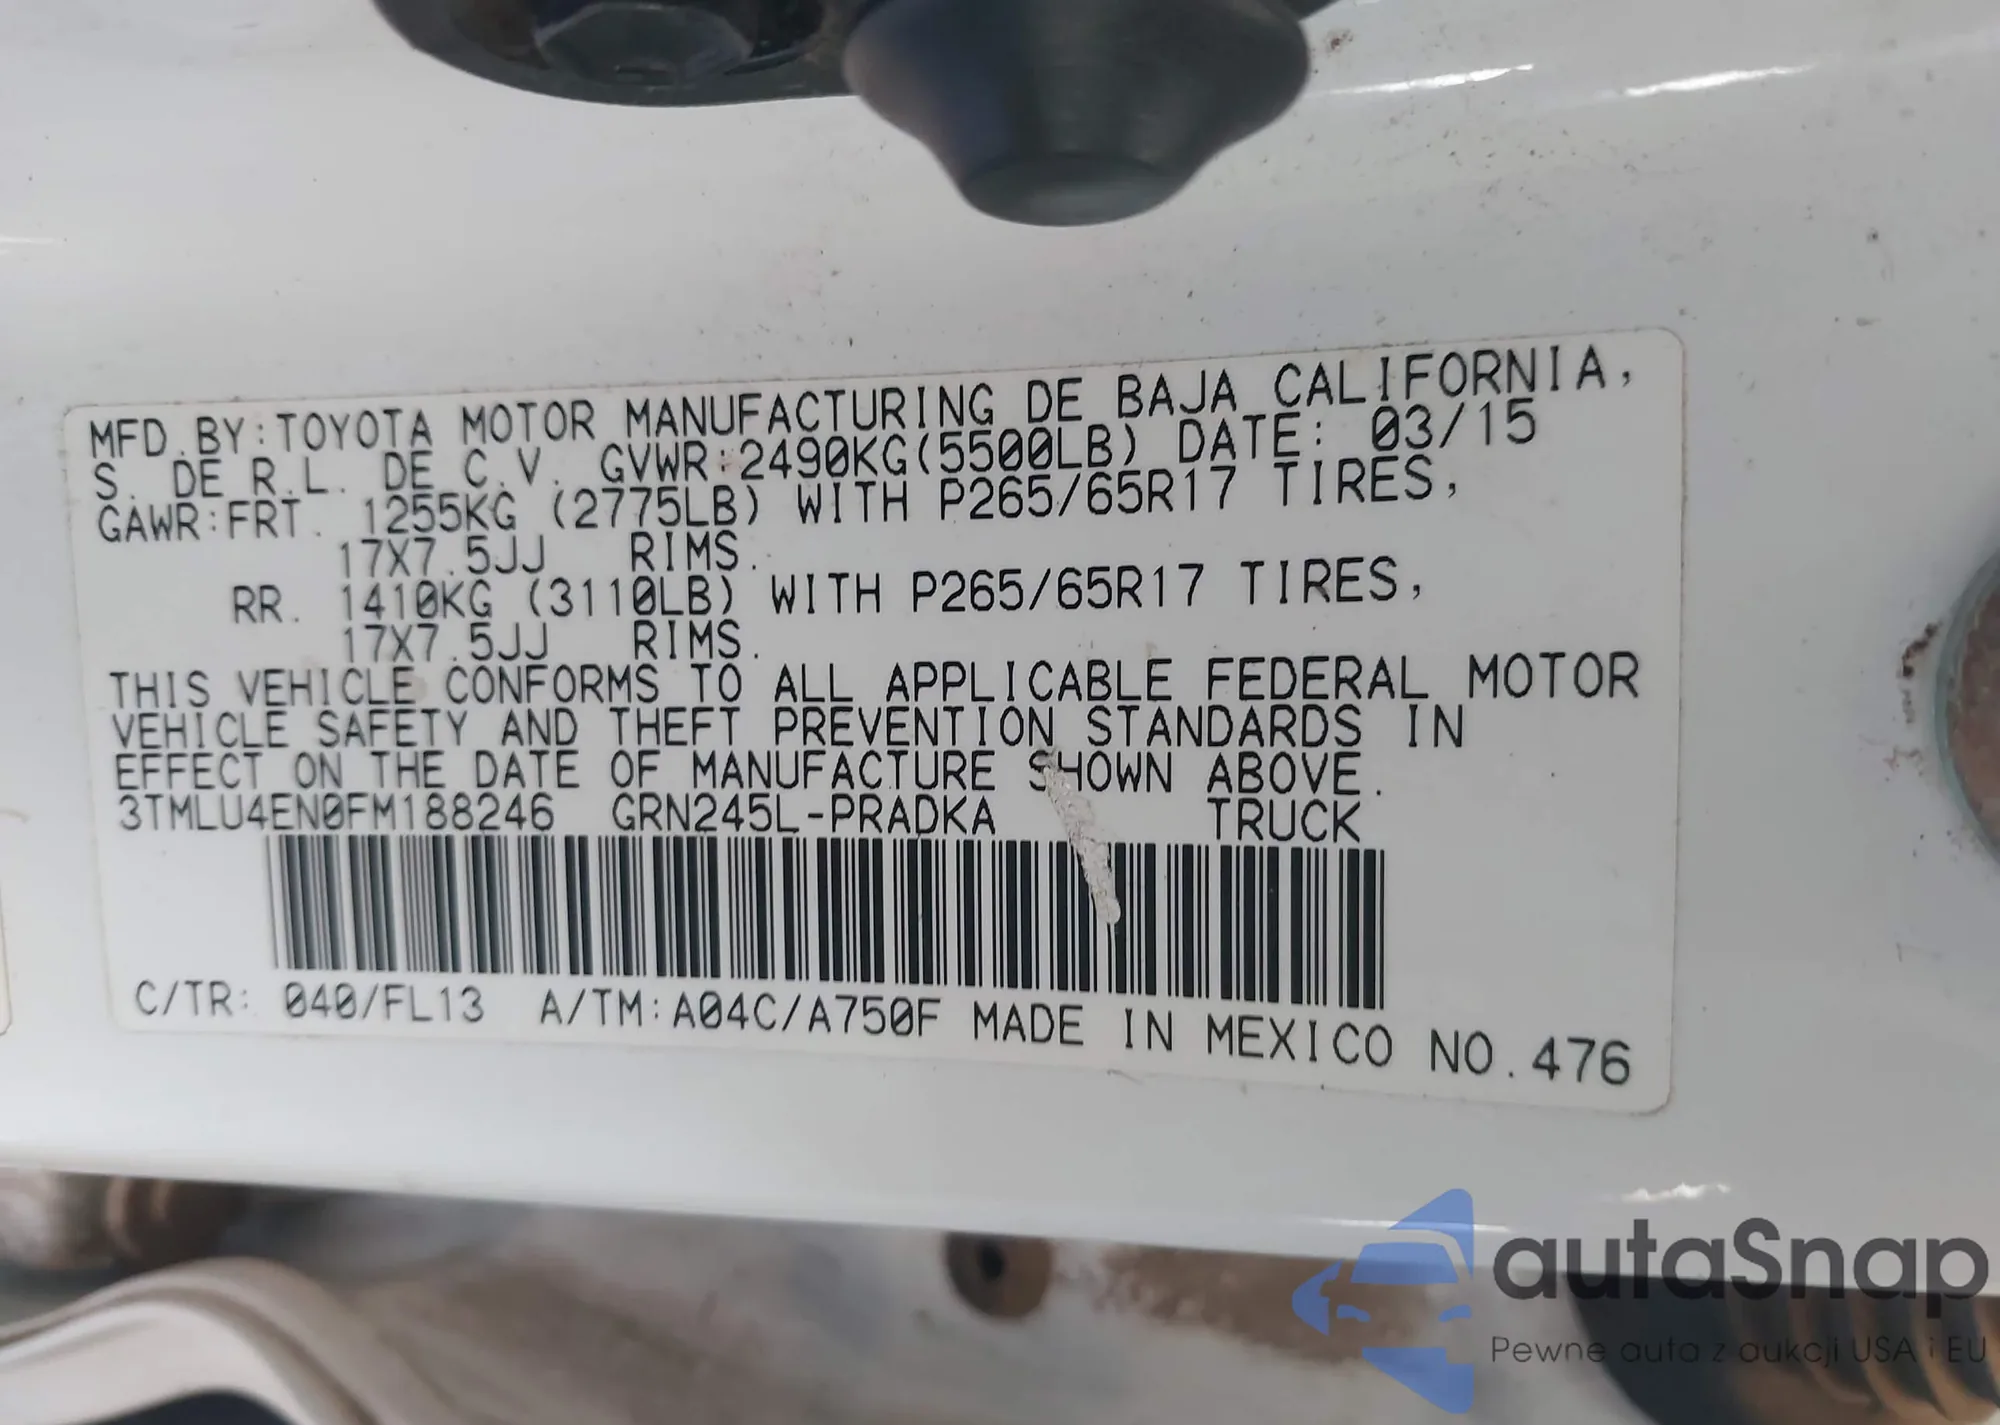 MFD.BY:TOYOTA MOTOR MANUFACTURING DE BAJA CALIFORNIA,
S. DE R.L. DE C.V. GVWR:2490KG(5500LB) DATE: 03/15
GAWR:FRT. 1255KG (2775LB) WITH P265/65R17 TIRES,
17X7.5JJ RIMS.
RR. 1410KG (3110LB) WITH P265/65R17 TIRES,
17X7.5JJ RIMS.
THIS VEHICLE CONFORMS TO ALL APPLICABLE FEDERAL MOTOR
VEHICLE SAFETY AND THEFT PREVENTION STANDARDS IN
EFFECT ON THE DATE OF MANUFACTURE SHOWN ABOVE.
3TMLU4EN0FM188246 GRN245L-PRADKA TRUCK
C/TR: 040/FL13 A/TM:A04C/A750F MADE IN MEXICO NO.476
autaSnap
Pewne auta z aukcji USA i EU